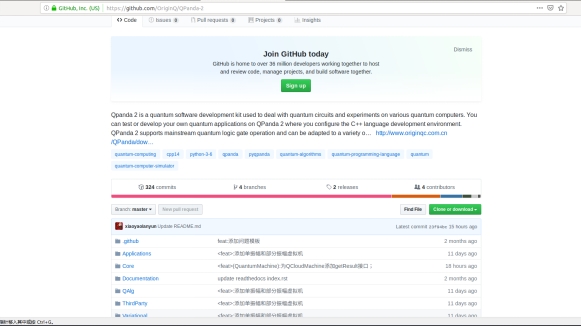 GitHub, Inc. (US) https://github.com/OriginQ/QPanda-2
Code Issues 0 Pull requests 0 Projects 0 Insights
Join GitHub today
Dismiss
GitHub is home to over 36 million developers working together to host
and review code, manage projects, and build software together.
Sign up
Qpanda 2 is a quantum software development kit used to deal with quantum circuits and experiments on various quantum computers. You
can test or develop your own quantum applications on QPanda 2 where you configure the C++ language development environment.
QPanda 2 supports mainstream quantum logic gate operation and can be adapted to a variety o… http://www.originqc.com.cn
/QPanda/dow…
quantum-computing cpp14 python-3-6 qpanda pyqpanda quantum-algorithms quantum-programming-language quantum
quantum-computer-simulator
324 commits 4 branches 2 releases 4 contributors
Branch: master New pull request Find File Clone or download
xiaoyaolanyun Update README.md Latest commit 15 hours ago
.github feat:添加问题模版 2 months ago
Applications <feat>:添加单振幅和部分振幅虚拟机 11 days ago
Core <feat>(QuantumMachine) 为QCloudMachine添加getResult接口; 18 hours ago
Documentation update readthedocs index.rst 2 months ago
QAlg <feat>:添加单振幅和部分振幅虚拟机 11 days ago
ThirdParty <feat>:添加单振幅和部分振幅虚拟机 11 days ago
Variational <feat>:添加单振幅和部分振幅虚拟机 11 days ago
Ctrl+G。